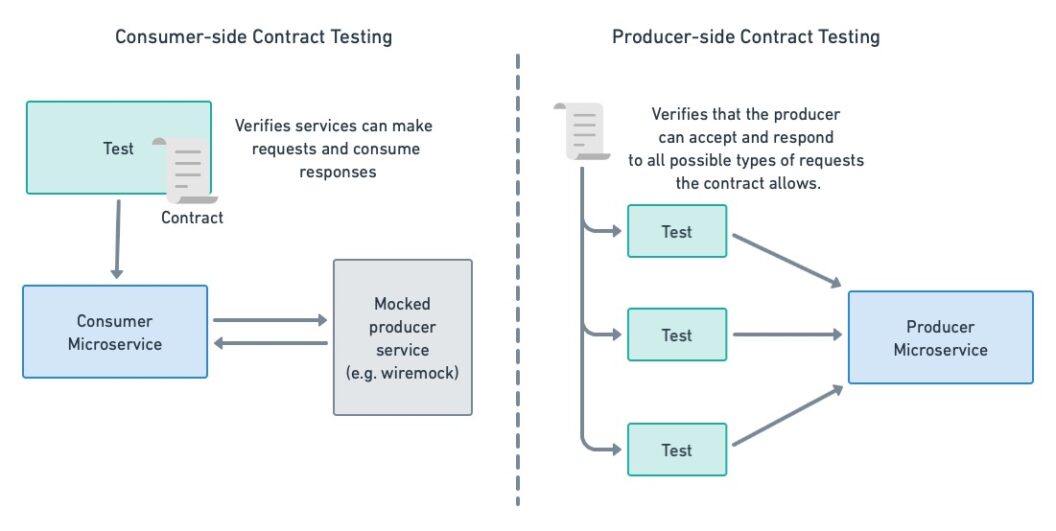 Consumer-side Contract Testing
Test
Verifies services can make
requests and consume
responses
Contract
Consumer
Microservice
Mocked
producer
service
(e.g. wiremock)
Producer-side Contract Testing
Verifies that the producer
can accept and respond
to all possible types of requests
the contract allows.
Test
Test
Test
Producer
Microservice